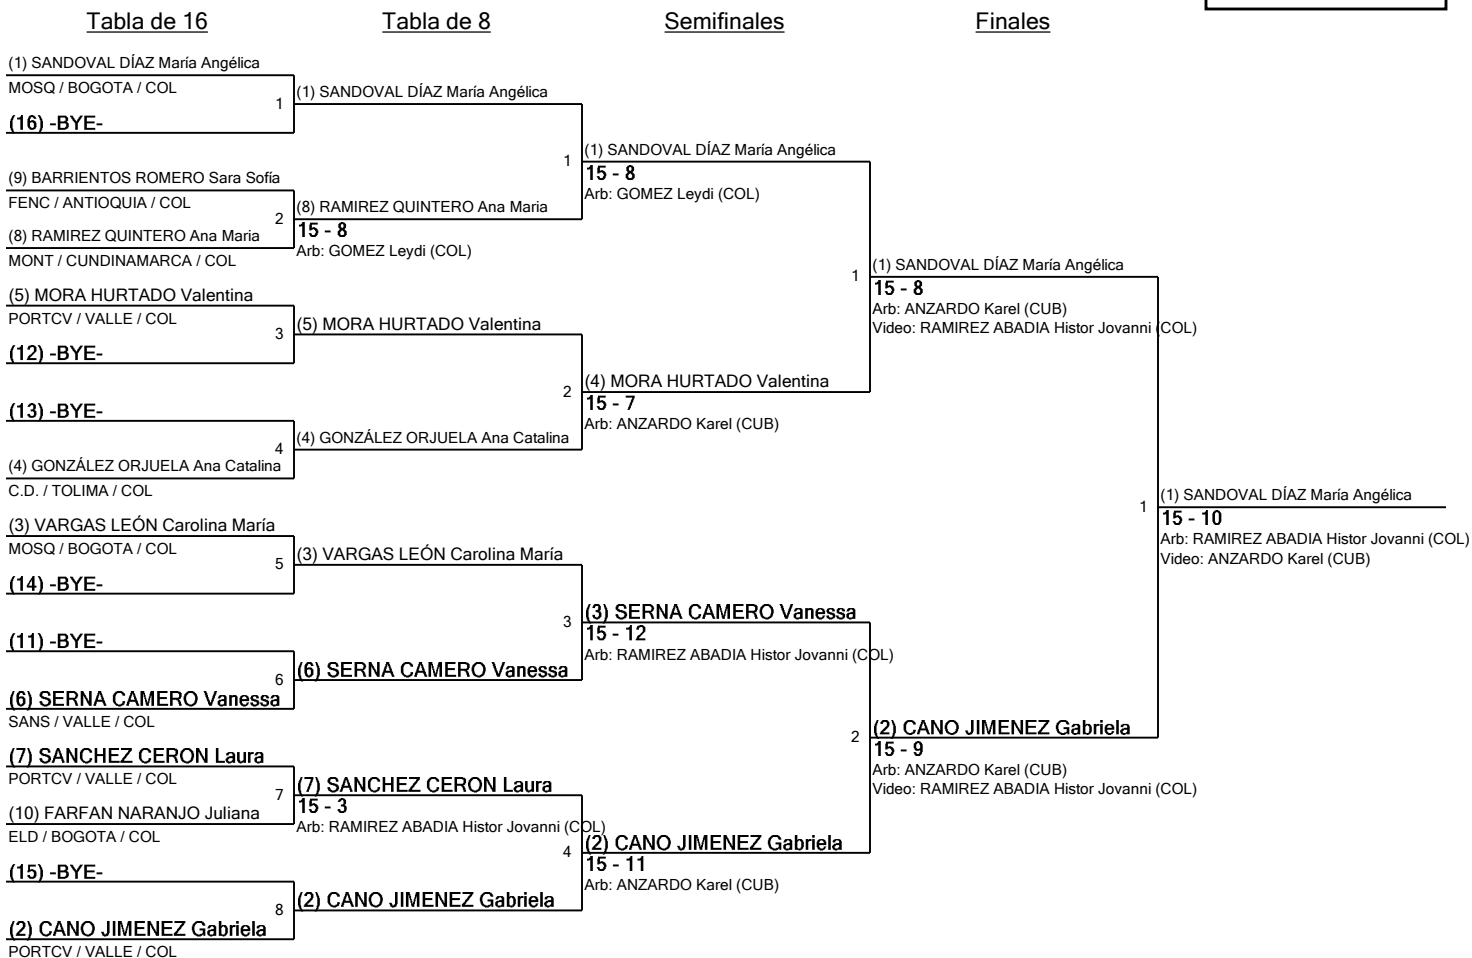 Tabla de 16
Tabla de 8
Semifinales
Finales
(1) SANDOVAL DÍAZ María Angélica
MOSQ / BOGOTA / COL
1
(16) -BYE-
(9) BARRIENTOS ROMERO Sara Sofía
FENC / ANTIOQUIA / COL
2
(8) RAMIREZ QUINTERO Ana Maria
MONT / CUNDINAMARCA / COL
(5) MORA HURTADO Valentina
PORTCV / VALLE / COL
3
(12) -BYE-
(13) -BYE-
4
(4) GONZÁLEZ ORJUELA Ana Catalina
C.D. / TOLIMA / COL
(3) VARGAS LEÓN Carolina María
MOSQ / BOGOTA / COL
5
(14) -BYE-
(11) -BYE-
6
(6) SERNA CAMERO Vanessa
SANS / VALLE / COL
(7) SANCHEZ CERON Laura
PORTCV / VALLE / COL
7
(10) FARFAN NARANJO Juliana
ELD / BOGOTA / COL
(15) -BYE-
8
(2) CANO JIMENEZ Gabriela
PORTCV / VALLE / COL
(1) SANDOVAL DÍAZ María Angélica
1
(8) RAMIREZ QUINTERO Ana Maria
15 - 8
Arb: GOMEZ Leydi (COL)
(5) MORA HURTADO Valentina
2
(4) GONZÁLEZ ORJUELA Ana Catalina
(3) VARGAS LEÓN Carolina María
3
(6) SERNA CAMERO Vanessa
(7) SANCHEZ CERON Laura
15 - 3
Arb: RAMIREZ ABADIA Histor Jovanni (COL)
4
(2) CANO JIMENEZ Gabriela
(1) SANDOVAL DÍAZ María Angélica
15 - 8
Arb: GOMEZ Leydi (COL)
1
(4) MORA HURTADO Valentina
15 - 7
Arb: ANZARDO Karel (CUB)
(3) SERNA CAMERO Vanessa
15 - 12
Arb: RAMIREZ ABADIA Histor Jovanni (COL)
2
(2) CANO JIMENEZ Gabriela
15 - 11
Arb: ANZARDO Karel (CUB)
(1) SANDOVAL DÍAZ María Angélica
15 - 8
Arb: ANZARDO Karel (CUB)
Video: RAMIREZ ABADIA Histor Jovanni (COL)
1
(2) CANO JIMENEZ Gabriela
15 - 9
Arb: ANZARDO Karel (CUB)
Video: RAMIREZ ABADIA Histor Jovanni (COL)
(1) SANDOVAL DÍAZ María Angélica
15 - 10
Arb: RAMIREZ ABADIA Histor Jovanni (COL)
Video: ANZARDO Karel (CUB)